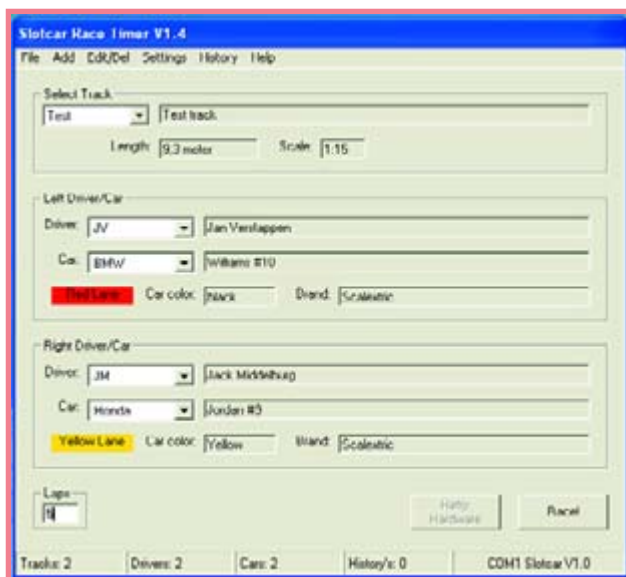 Slotcar Race Timer V1.4
File Add Edit/Del Settings History Help
Select Track
Test Test track
Length: 9,3 meter Scale: 1:15
Left Driver/Car
Driver: JV Jan Verstappen
Car: BMW Williams #10
Red Lane Car color: Black Brand: Scalextric
Right Driver/Car
Driver: JM Jack Middelburg
Car: Honda Jordan #9
Yellow Lane Car color: Yellow Brand: Scalextric
Laps
Hardware Race!
Tracks: 2 Drivers: 2 Cars: 2 History's: 0 COM1 Slotcar V1.0